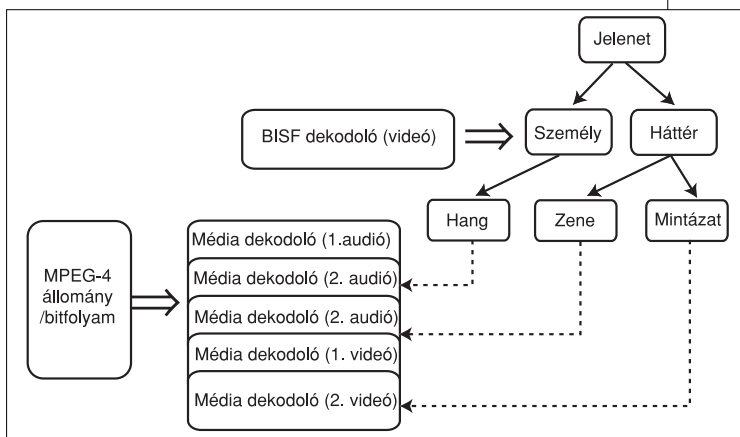 Jelenet
BISF dekodoló (videó)
Személy
Háttér
Hang
Zene
Mintázat
MPEG-4
állomány
/bitfolyam
Média dekodoló (1.audió)
Média dekodoló (2. audió)
Média dekodoló (2. audió)
Média dekodoló (1. videó)
Média dekodoló (2. videó)